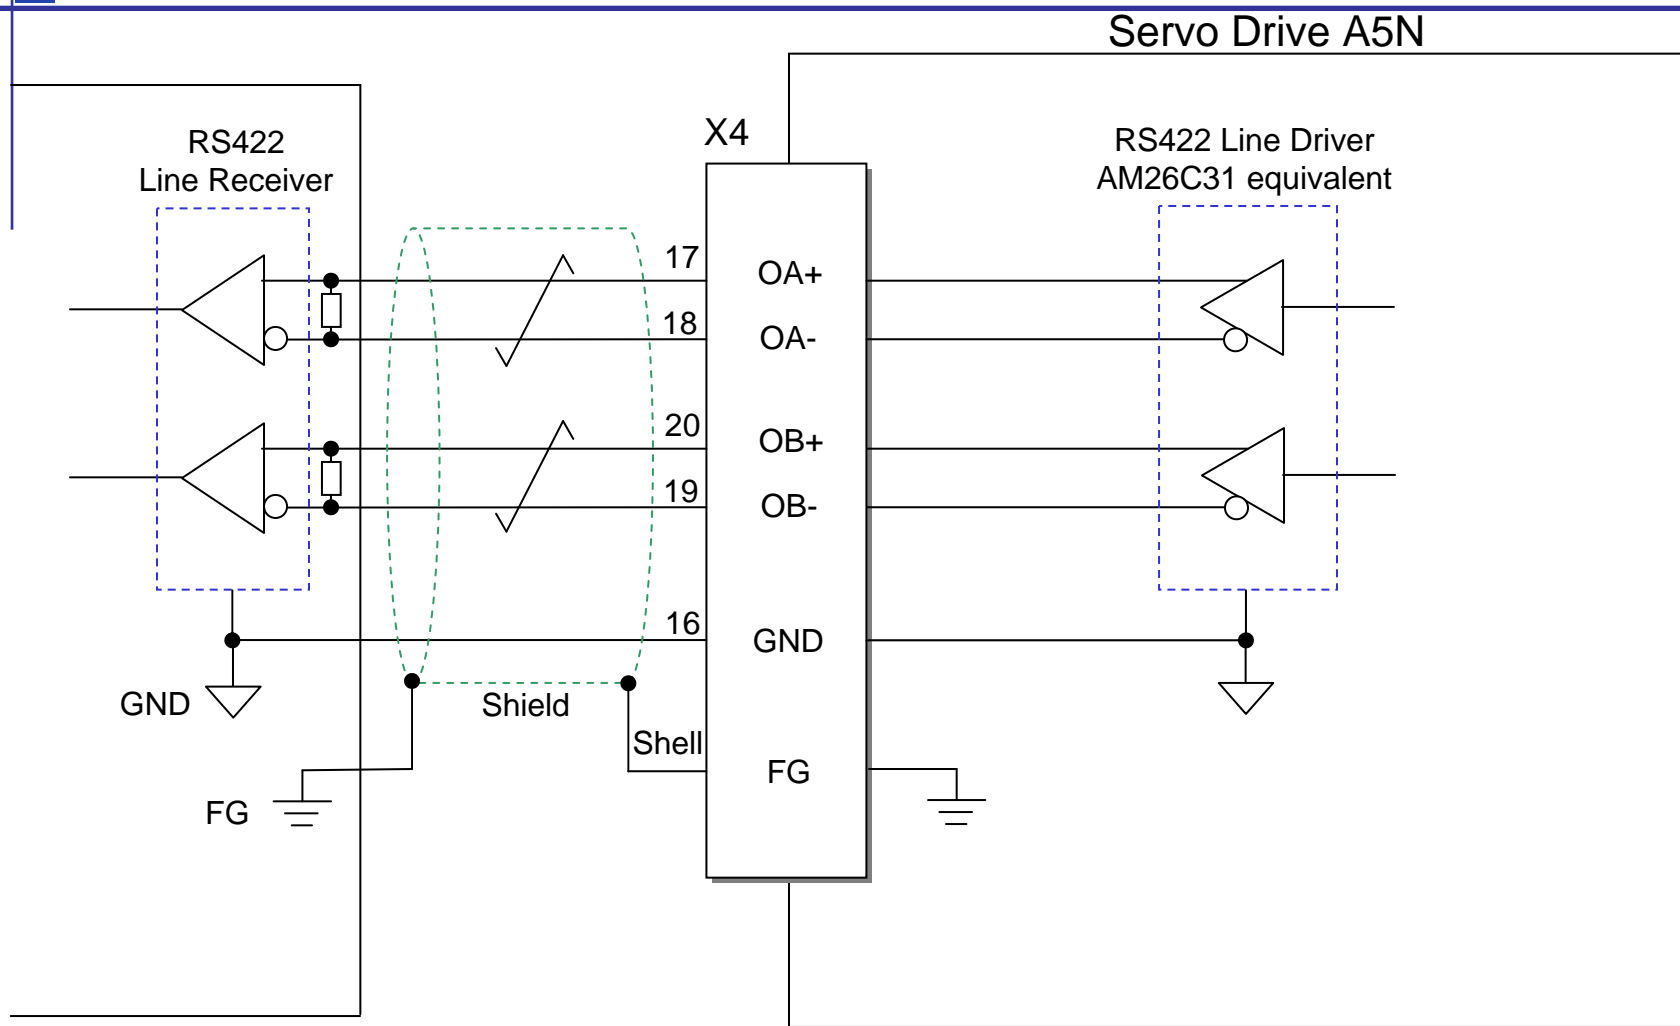 Servo Drive A5N
X4
RS422
Line Receiver
RS422 Line Driver
AM26C31 equivalent
17
OA+
18
OA-
20
OB+
19
OB-
16
GND
GND
Shield
Shell
FG
FG